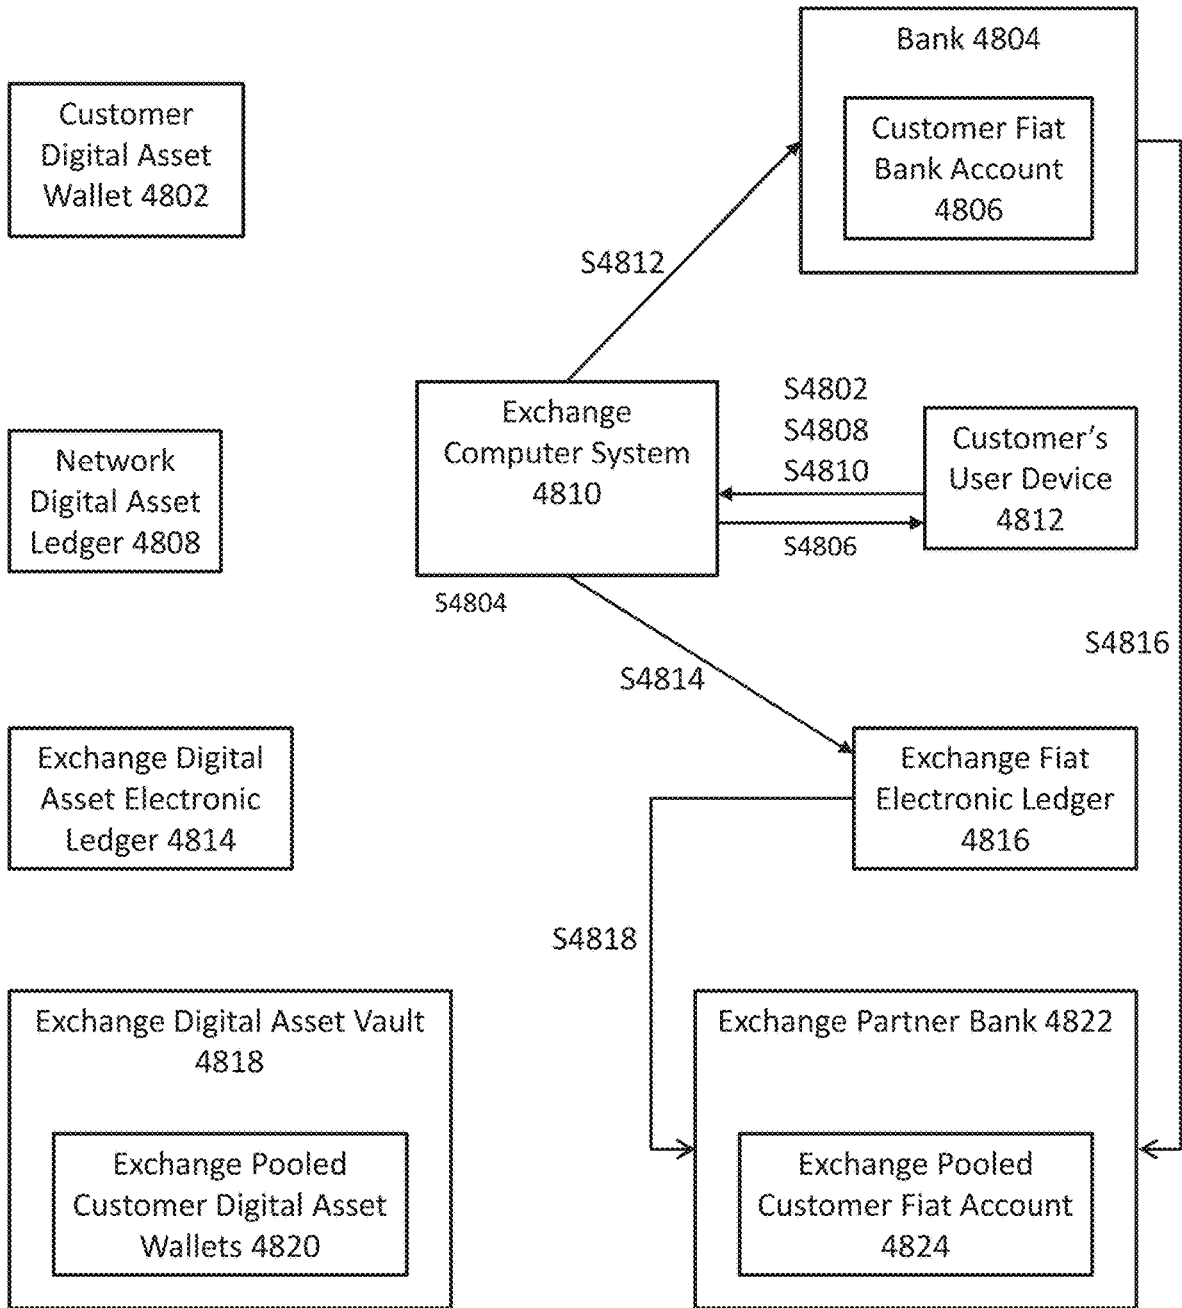 Bank 4804
Customer
Digital Asset
Wallet 4802
Customer Fiat
Bank Account
4806
S4812
Exchange
Computer System
4810
S4802
S4808
S4810
S4806
Customer's
User Device
4812
Network
Digital Asset
Ledger 4808
S4804
S4814
S4816
Exchange Digital
Asset Electronic
Ledger 4814
Exchange Fiat
Electronic Ledger
4816
S4818
Exchange Digital Asset Vault
4818
Exchange Pooled
Customer Digital Asset
Wallets 4820
Exchange Partner Bank 4822
Exchange Pooled
Customer Fiat Account
4824